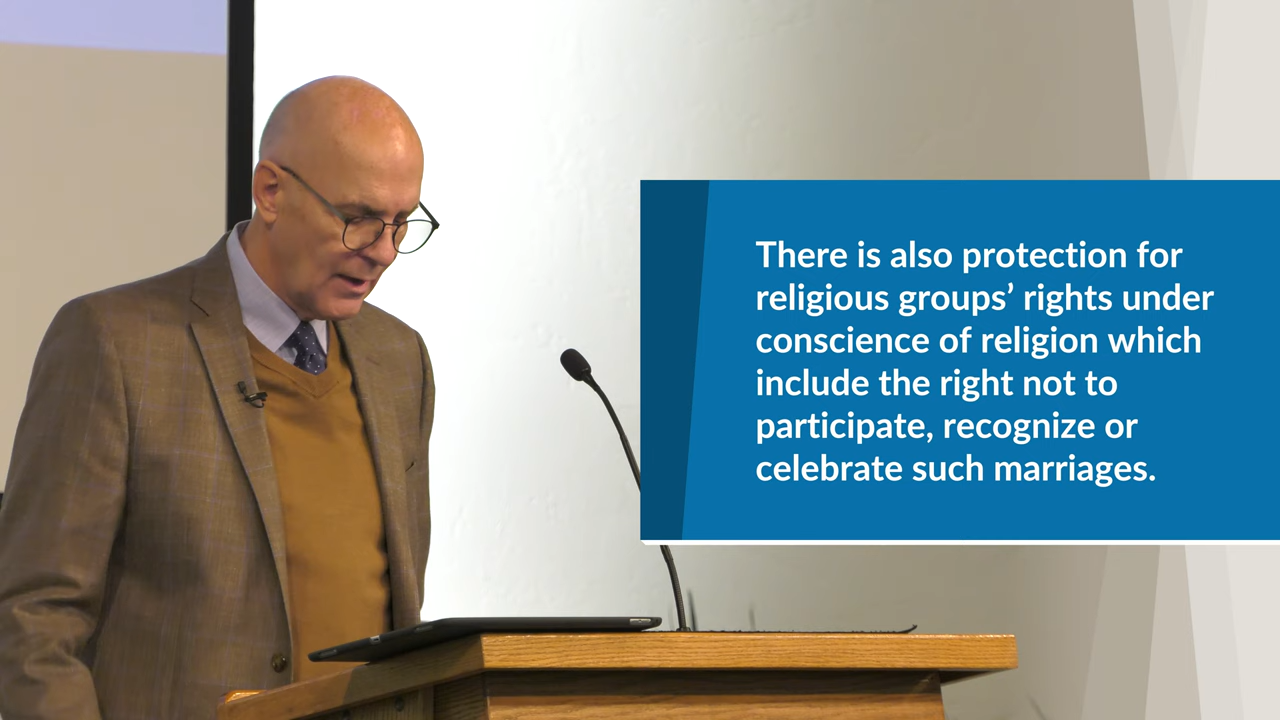 There is also protection for
religious groups’ rights under
conscience of religion which
include the right not to
participate, recognize or
celebrate such marriages.